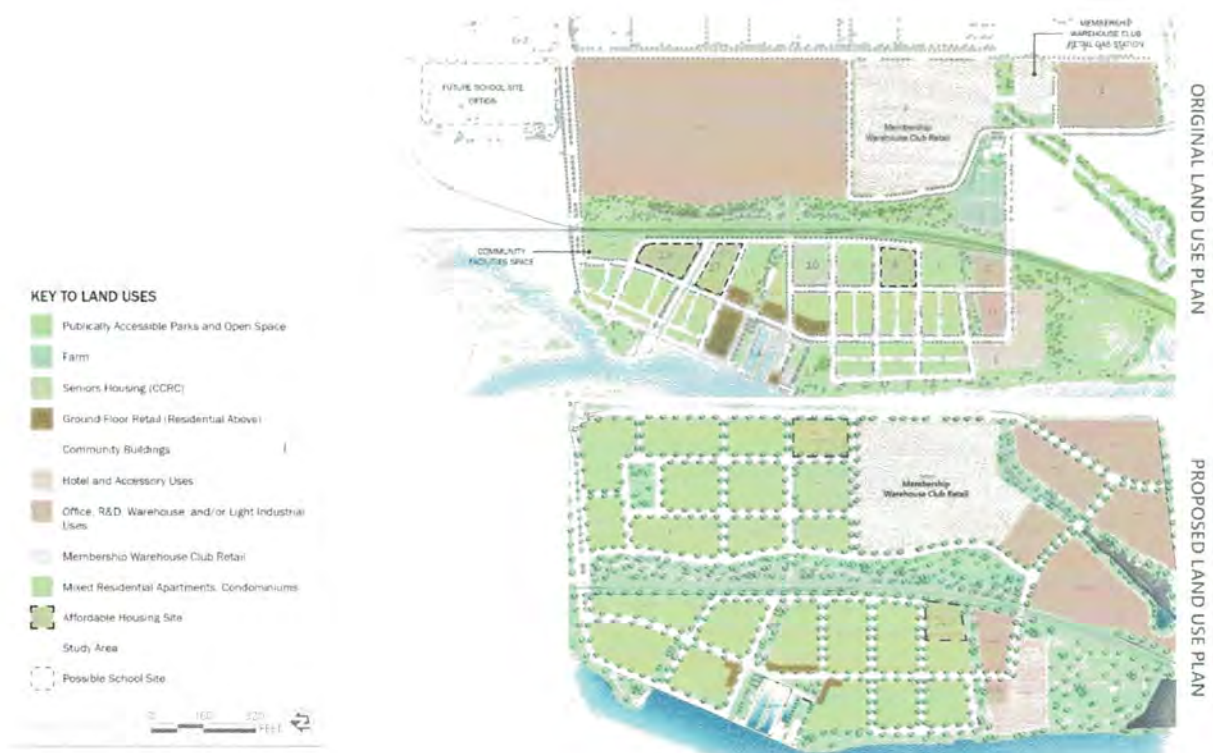 MEMBERSHIP
WAREHOUSE CLUB
RETAIL GAS STATION
FUTURE SCHOOL SITE
OPTION
Membership
Warehouse Club Retail
COMMUNITY
FACILITIES SPACE
10
ORIGINAL LAND USE PLAN
KEY TO LAND USES
Publically Accessible Parks and Open Space
Farm
Seniors Housing (CCRC)
Ground Floor Retail (Residential Above)
Community Buildings
Hotel and Accessory Uses
Office, R&D, Warehouse and/or Light Industrial
Uses
Membership Warehouse Club Retail
Mixed Residential Apartments, Condominiums
Affordable Housing Site
Study Area
Possible School Site
0 160 320
FEET
Membership
Warehouse Club Retail
PROPOSED LAND USE PLAN